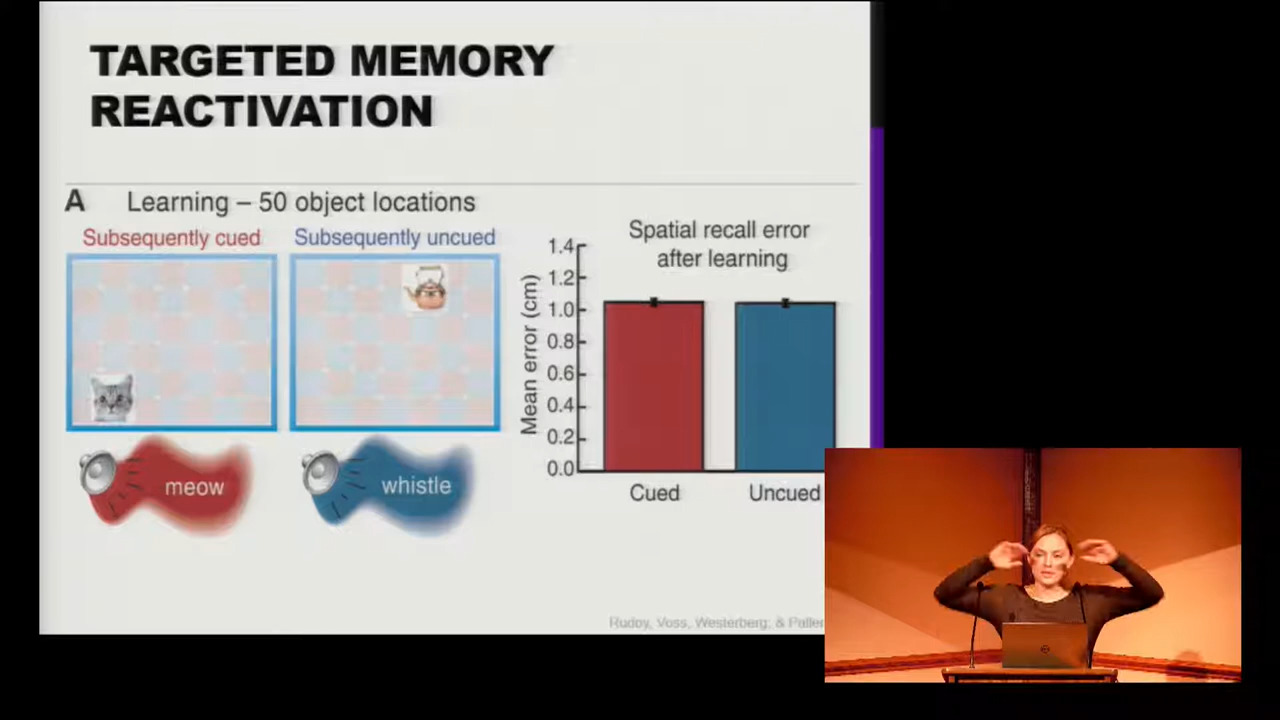 TARGETED MEMORY
REACTIVATION
A Learning – 50 object locations
Subsequently cued
Subsequently uncued
meow
whistle
Spatial recall error
after learning
Mean error (cm)
1.4
1.2
1.0
0.8
0.6
0.4
0.2
0.0
Cued
Uncued
Rudoy, Voss, Westerberg, & Paller